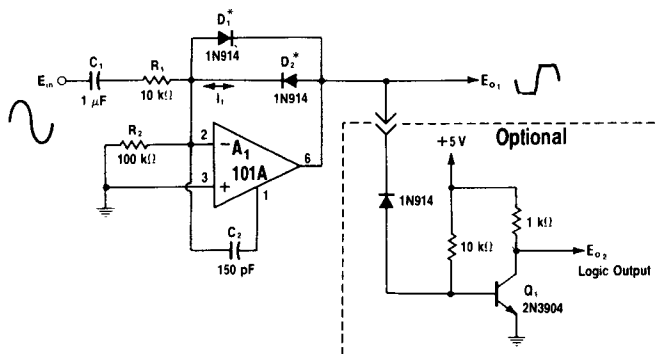 D₁*
1N914
C₁
R₁
D₂*
Eᵢₙ
1 µF
10 kΩ
I₁
1N914
E₀₁
R₂
100 kΩ
2
−
A₁
101A
6
3
+
1
C₂
150 pF
Optional
+5 V
1N914
1 kΩ
10 kΩ
E₀₂
Logic Output
Q₁
2N3904